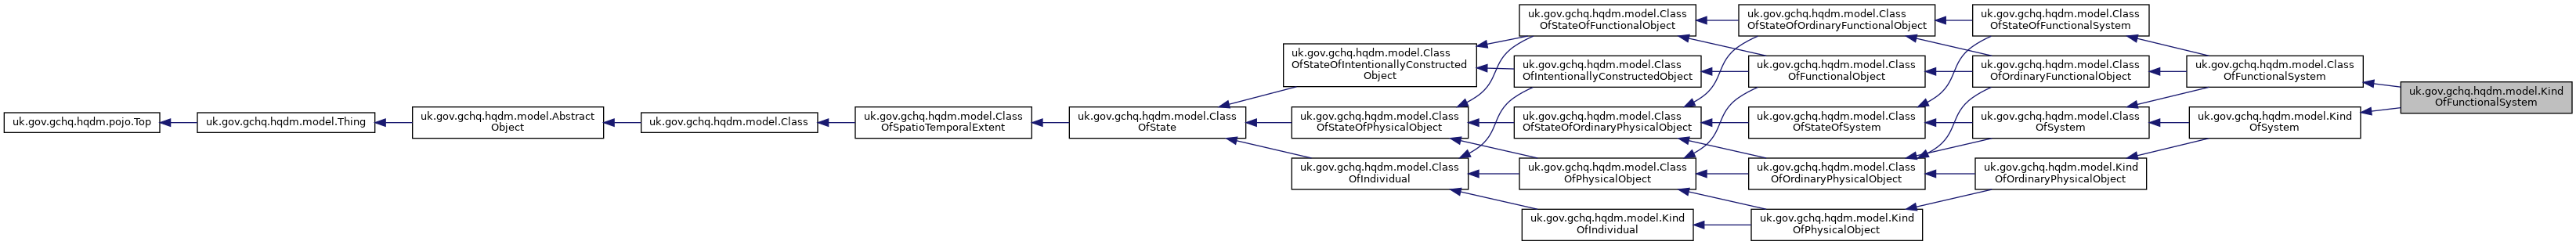 uk.gov.gchq.hqdm.pojo.Top
uk.gov.gchq.hqdm.model.Thing
uk.gov.gchq.hqdm.model.Abstract
Object
uk.gov.gchq.hqdm.model.Class
uk.gov.gchq.hqdm.model.Class
OfSpatioTemporalExtent
uk.gov.gchq.hqdm.model.Class
OfState
uk.gov.gchq.hqdm.model.Class
OfStateOfIntentionallyConstructed
Object
uk.gov.gchq.hqdm.model.Class
OfStateOfPhysicalObject
uk.gov.gchq.hqdm.model.Class
OfIndividual
uk.gov.gchq.hqdm.model.Class
OfStateOfFunctionalObject
uk.gov.gchq.hqdm.model.Class
OfIntentionallyConstructedObject
uk.gov.gchq.hqdm.model.Class
OfStateOfOrdinaryPhysicalObject
uk.gov.gchq.hqdm.model.Class
OfPhysicalObject
uk.gov.gchq.hqdm.model.Kind
OfIndividual
uk.gov.gchq.hqdm.model.Class
OfStateOfOrdinaryFunctionalObject
uk.gov.gchq.hqdm.model.Class
OfFunctionalObject
uk.gov.gchq.hqdm.model.Class
OfStateOfSystem
uk.gov.gchq.hqdm.model.Class
OfOrdinaryPhysicalObject
uk.gov.gchq.hqdm.model.Kind
OfPhysicalObject
uk.gov.gchq.hqdm.model.Class
OfStateOfFunctionalSystem
uk.gov.gchq.hqdm.model.Class
OfOrdinaryFunctionalObject
uk.gov.gchq.hqdm.model.Class
OfSystem
uk.gov.gchq.hqdm.model.Kind
OfOrdinaryPhysicalObject
uk.gov.gchq.hqdm.model.Class
OfFunctionalSystem
uk.gov.gchq.hqdm.model.Kind
OfSystem
uk.gov.gchq.hqdm.model.Kind
OfFunctionalSystem